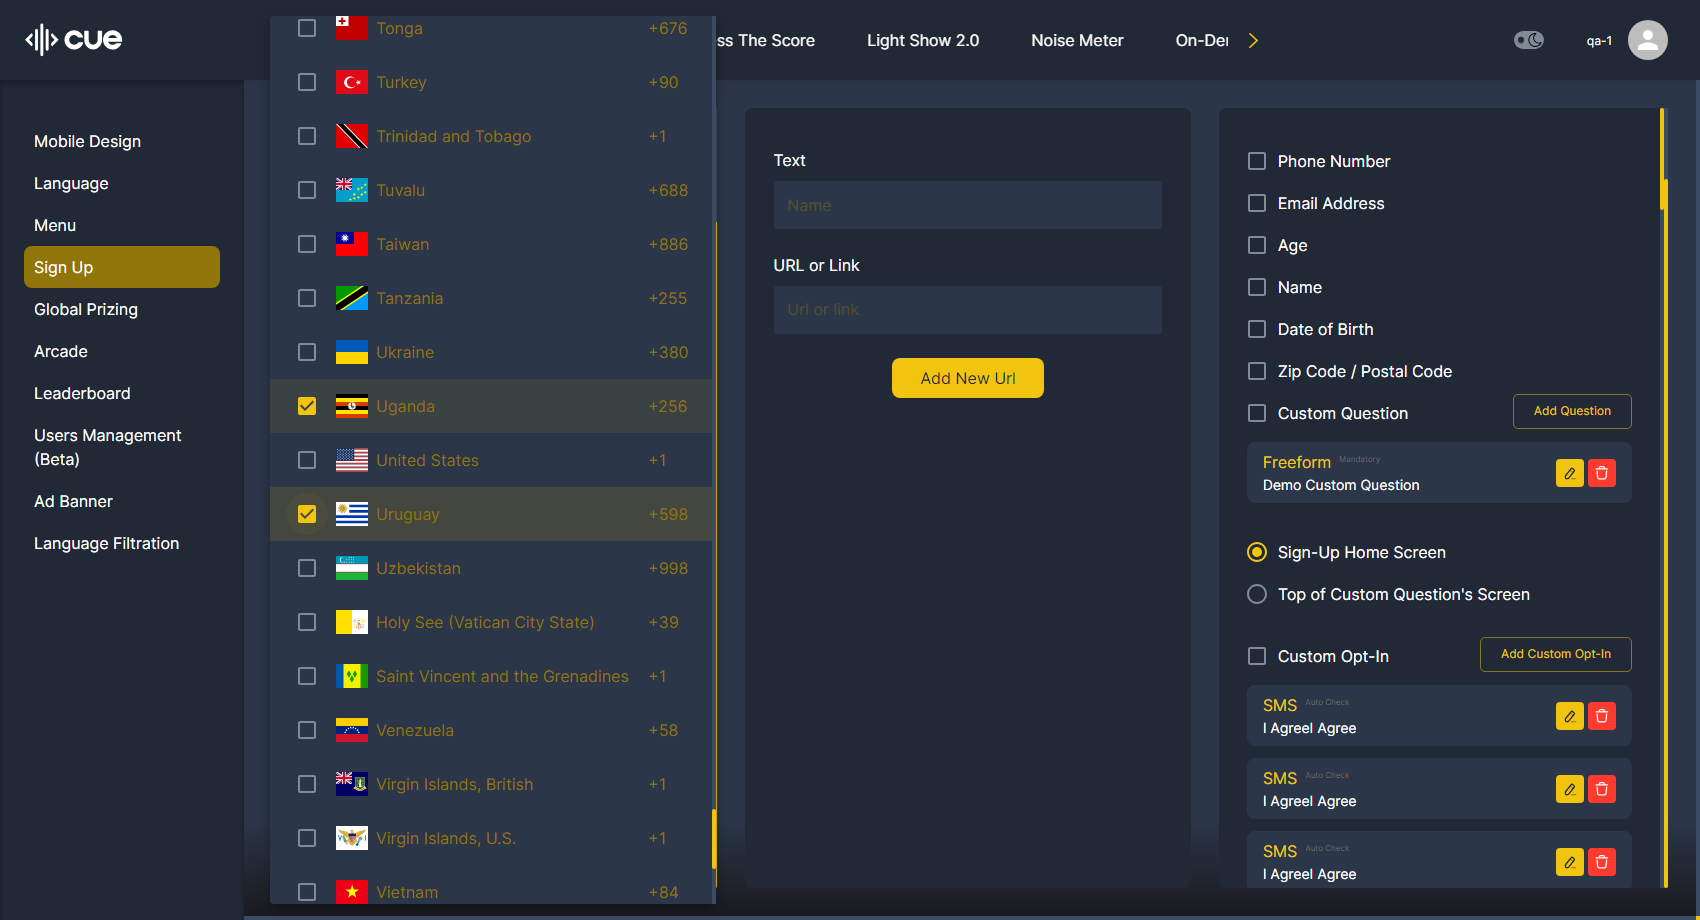 cue
ss The Score
Light Show 2.0
Noise Meter
On-Der
qa-1
Mobile Design
Language
Menu
Sign Up
Global Prizing
Arcade
Leaderboard
Users Management
(Beta)
Ad Banner
Language Filtration
Tonga +676
Turkey +90
Trinidad and Tobago +1
Tuvalu +688
Taiwan +886
Tanzania +255
Ukraine +380
Uganda +256
United States +1
Uruguay +598
Uzbekistan +998
Holy See (Vatican City State) +39
Saint Vincent and the Grenadines +1
Venezuela +58
Virgin Islands, British +1
Virgin Islands, U.S. +1
Vietnam +84
Text
Name
URL or Link
Url or link
Add New Url
Phone Number
Email Address
Age
Name
Date of Birth
Zip Code / Postal Code
Custom Question
Add Question
Freeform Mandatory
Demo Custom Question
Sign-Up Home Screen
Top of Custom Question's Screen
Custom Opt-In
Add Custom Opt-In
SMS Auto Check
I AgreeI Agree
SMS Auto Check
I AgreeI Agree
SMS Auto Check
I AgreeI Agree